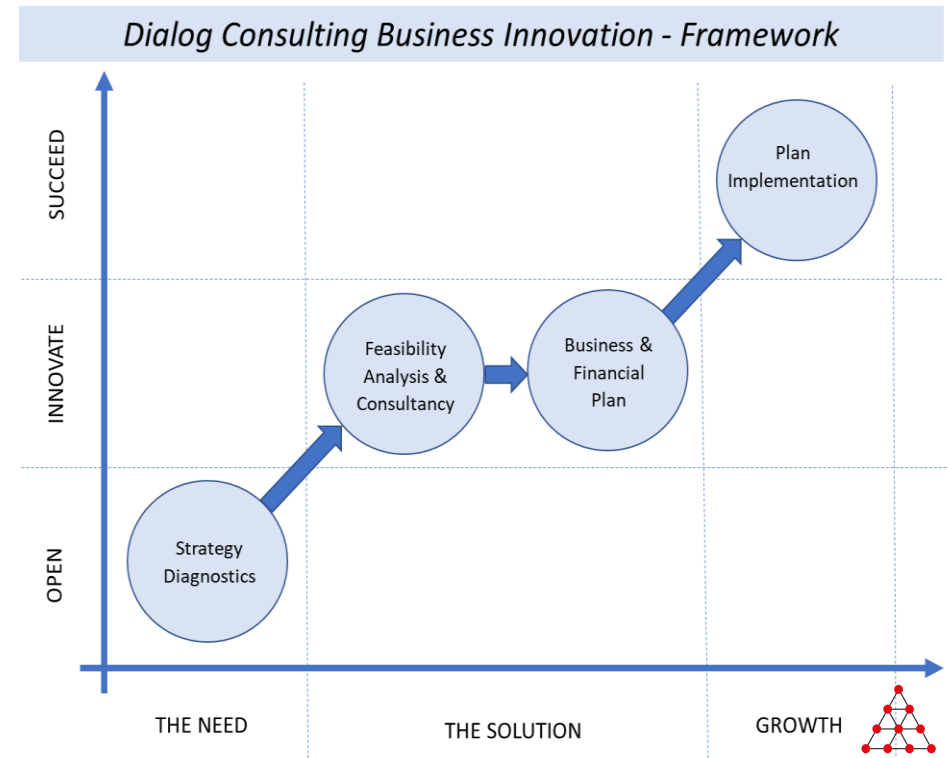 Dialog Consulting Business Innovation - Framework
SUCCEED
Plan
Implementation
INNOVATE
Feasibility
Analysis &
Consultancy
Business &
Financial
Plan
OPEN
Strategy
Diagnostics
THE NEED
THE SOLUTION
GROWTH